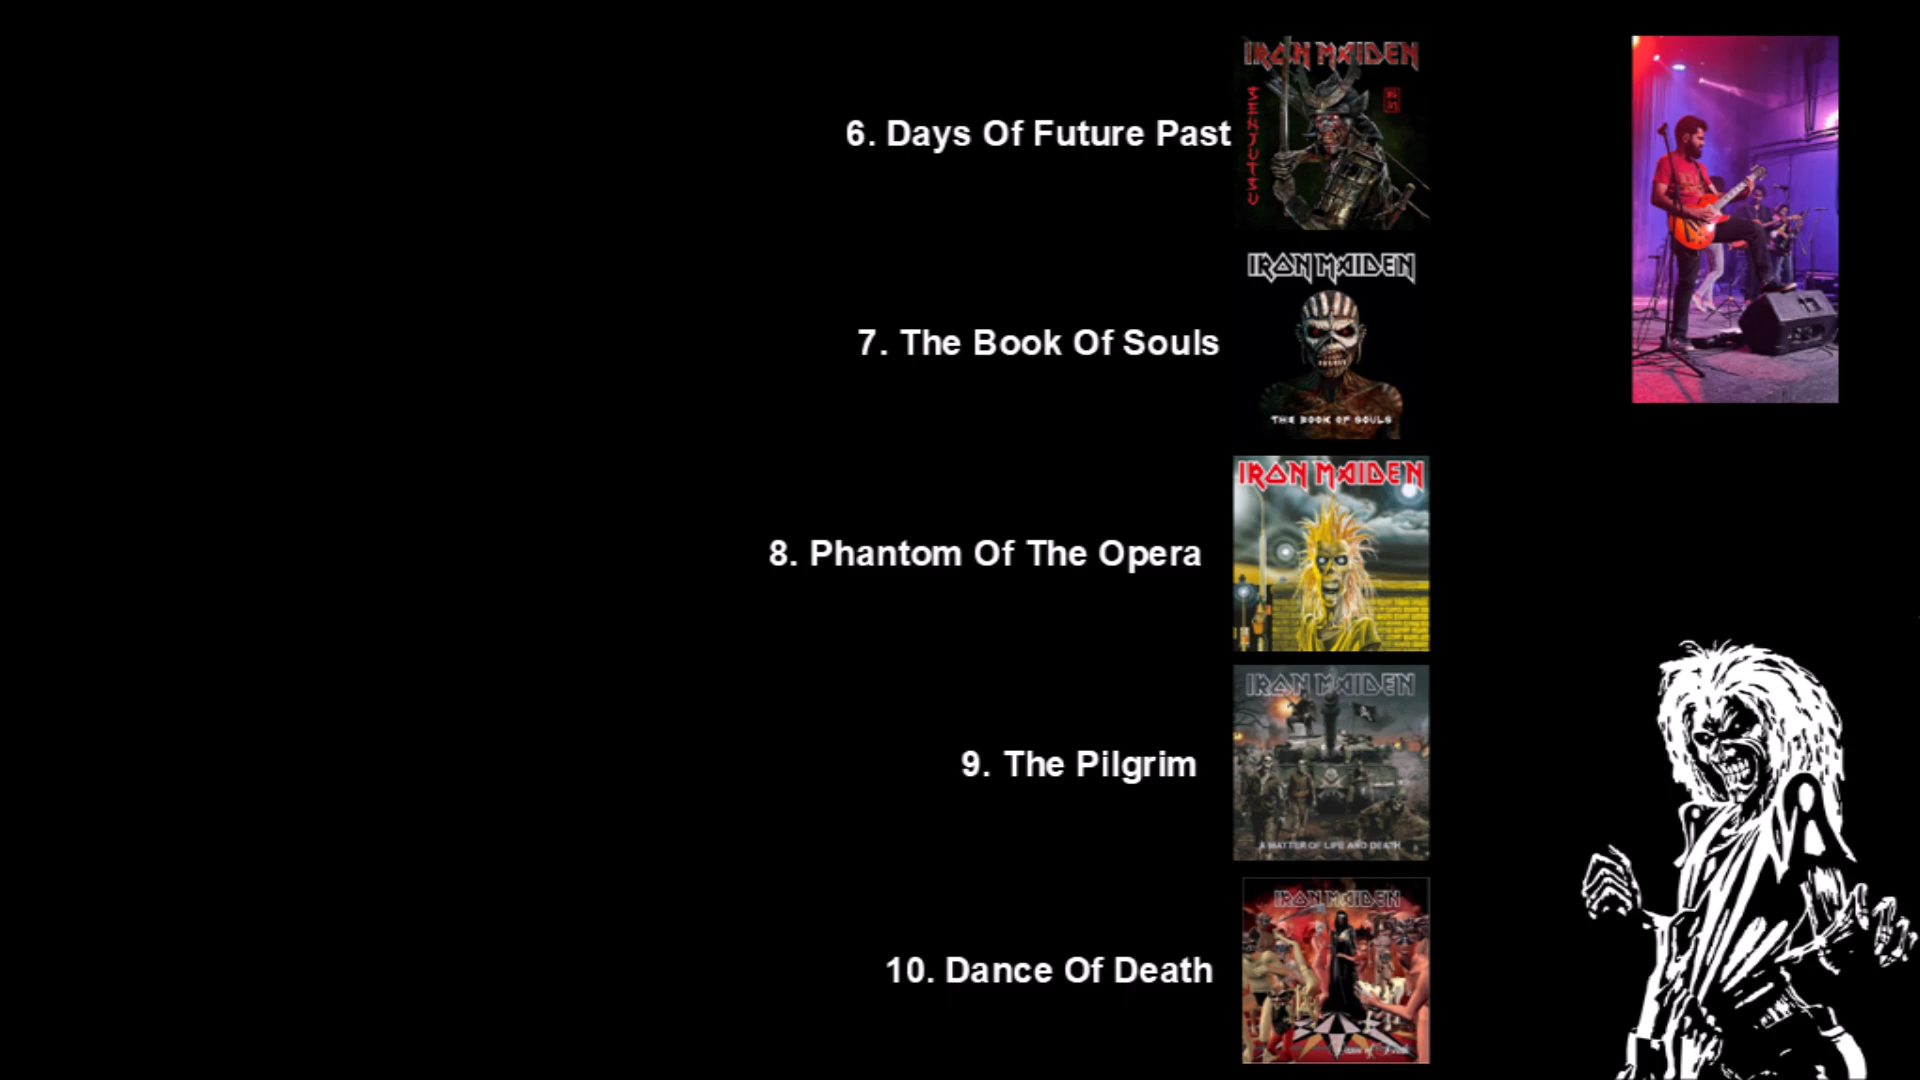 IRON MAIDEN
SENJUTSU
6. Days Of Future Past
IRON MAIDEN
7. The Book Of Souls
THE BOOK OF SOULS
IRON MAIDEN
8. Phantom Of The Opera
IRON MAIDEN
9. The Pilgrim
A MATTER OF LIFE AND DEATH
IRON MAIDEN
10. Dance Of Death